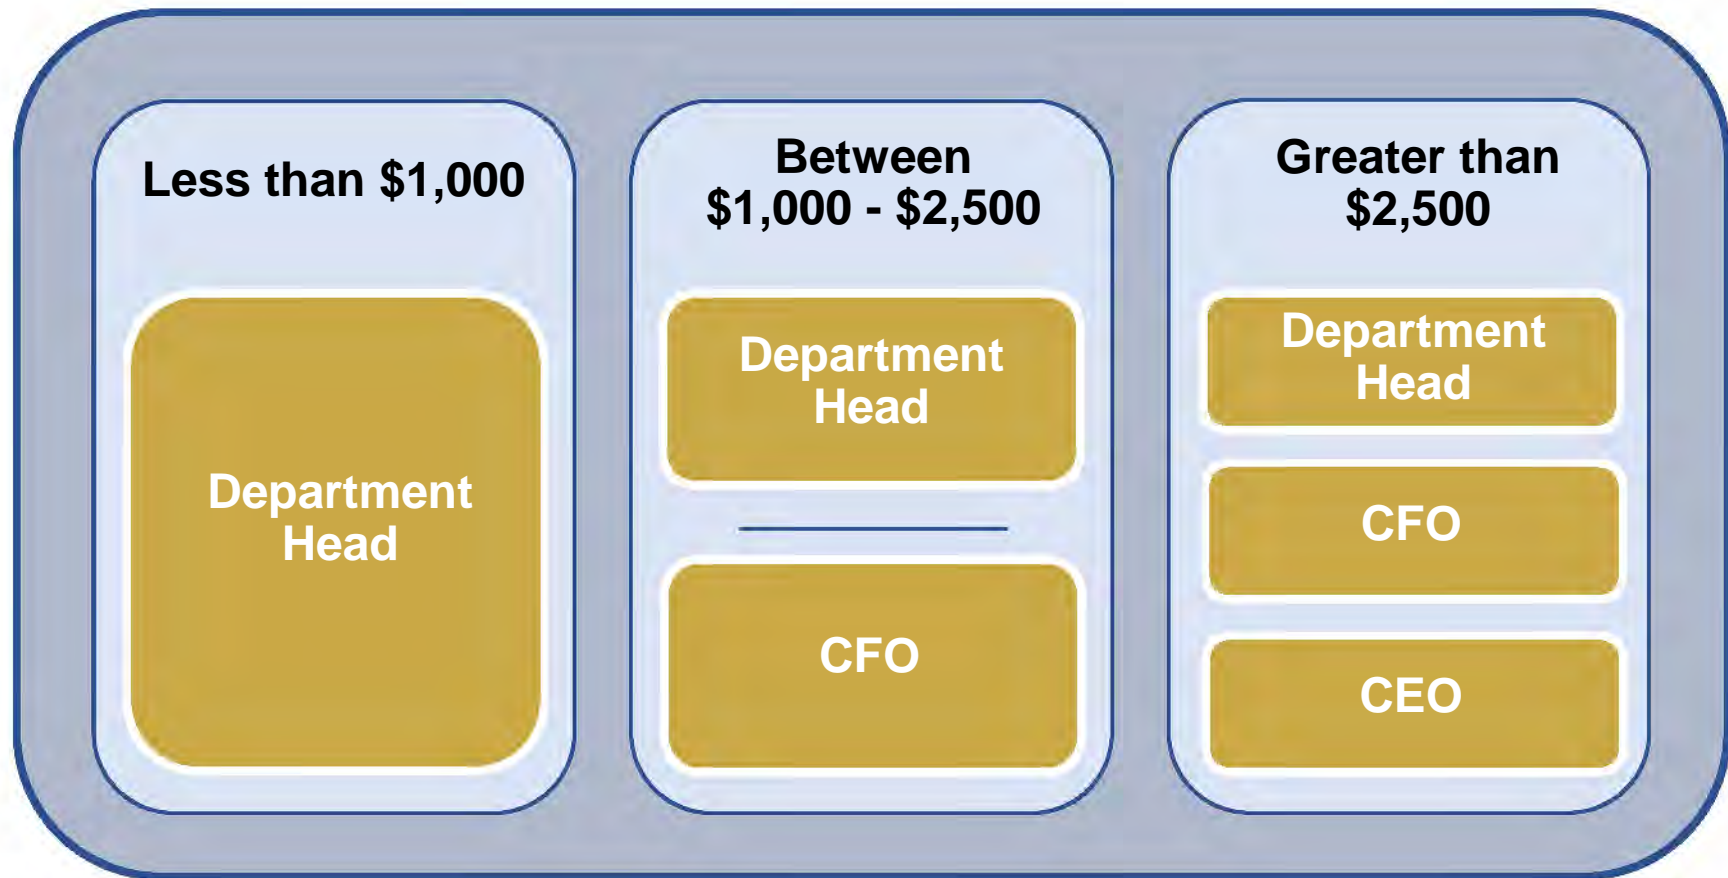 Less than $1,000
Department
Head
Between
$1,000 - $2,500
Department
Head
CFO
Greater than
$2,500
Department
Head
CFO
CEO